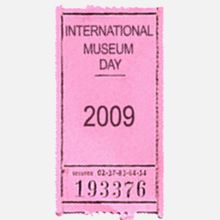 INTERNATIONAL
MUSEUM
DAY
2009
193376